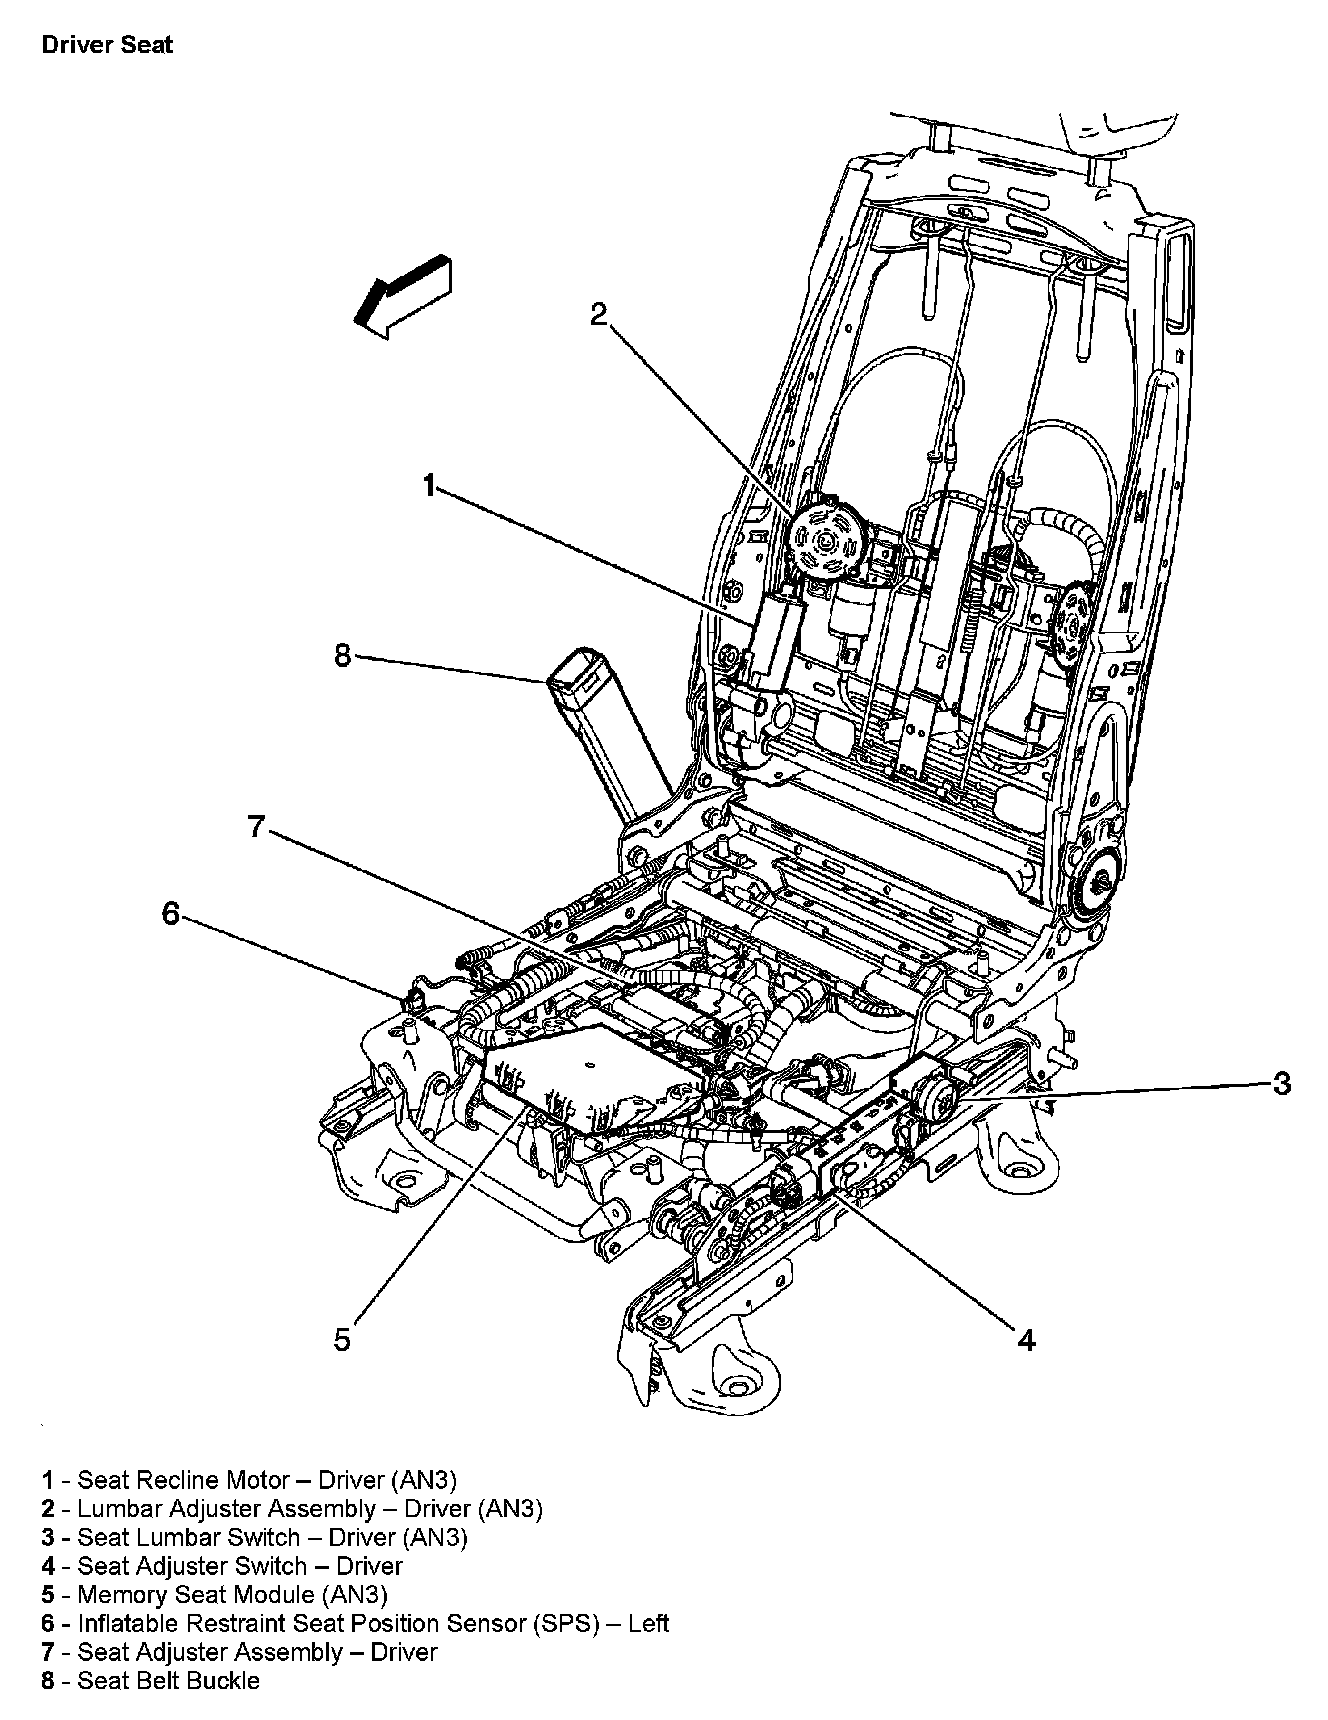 Driver Seat
2
1
8
7
6
3
5
4
1 - Seat Recline Motor – Driver (AN3)
2 - Lumbar Adjuster Assembly – Driver (AN3)
3 - Seat Lumbar Switch – Driver (AN3)
4 - Seat Adjuster Switch – Driver
5 - Memory Seat Module (AN3)
6 - Inflatable Restraint Seat Position Sensor (SPS) – Left
7 - Seat Adjuster Assembly – Driver
8 - Seat Belt Buckle